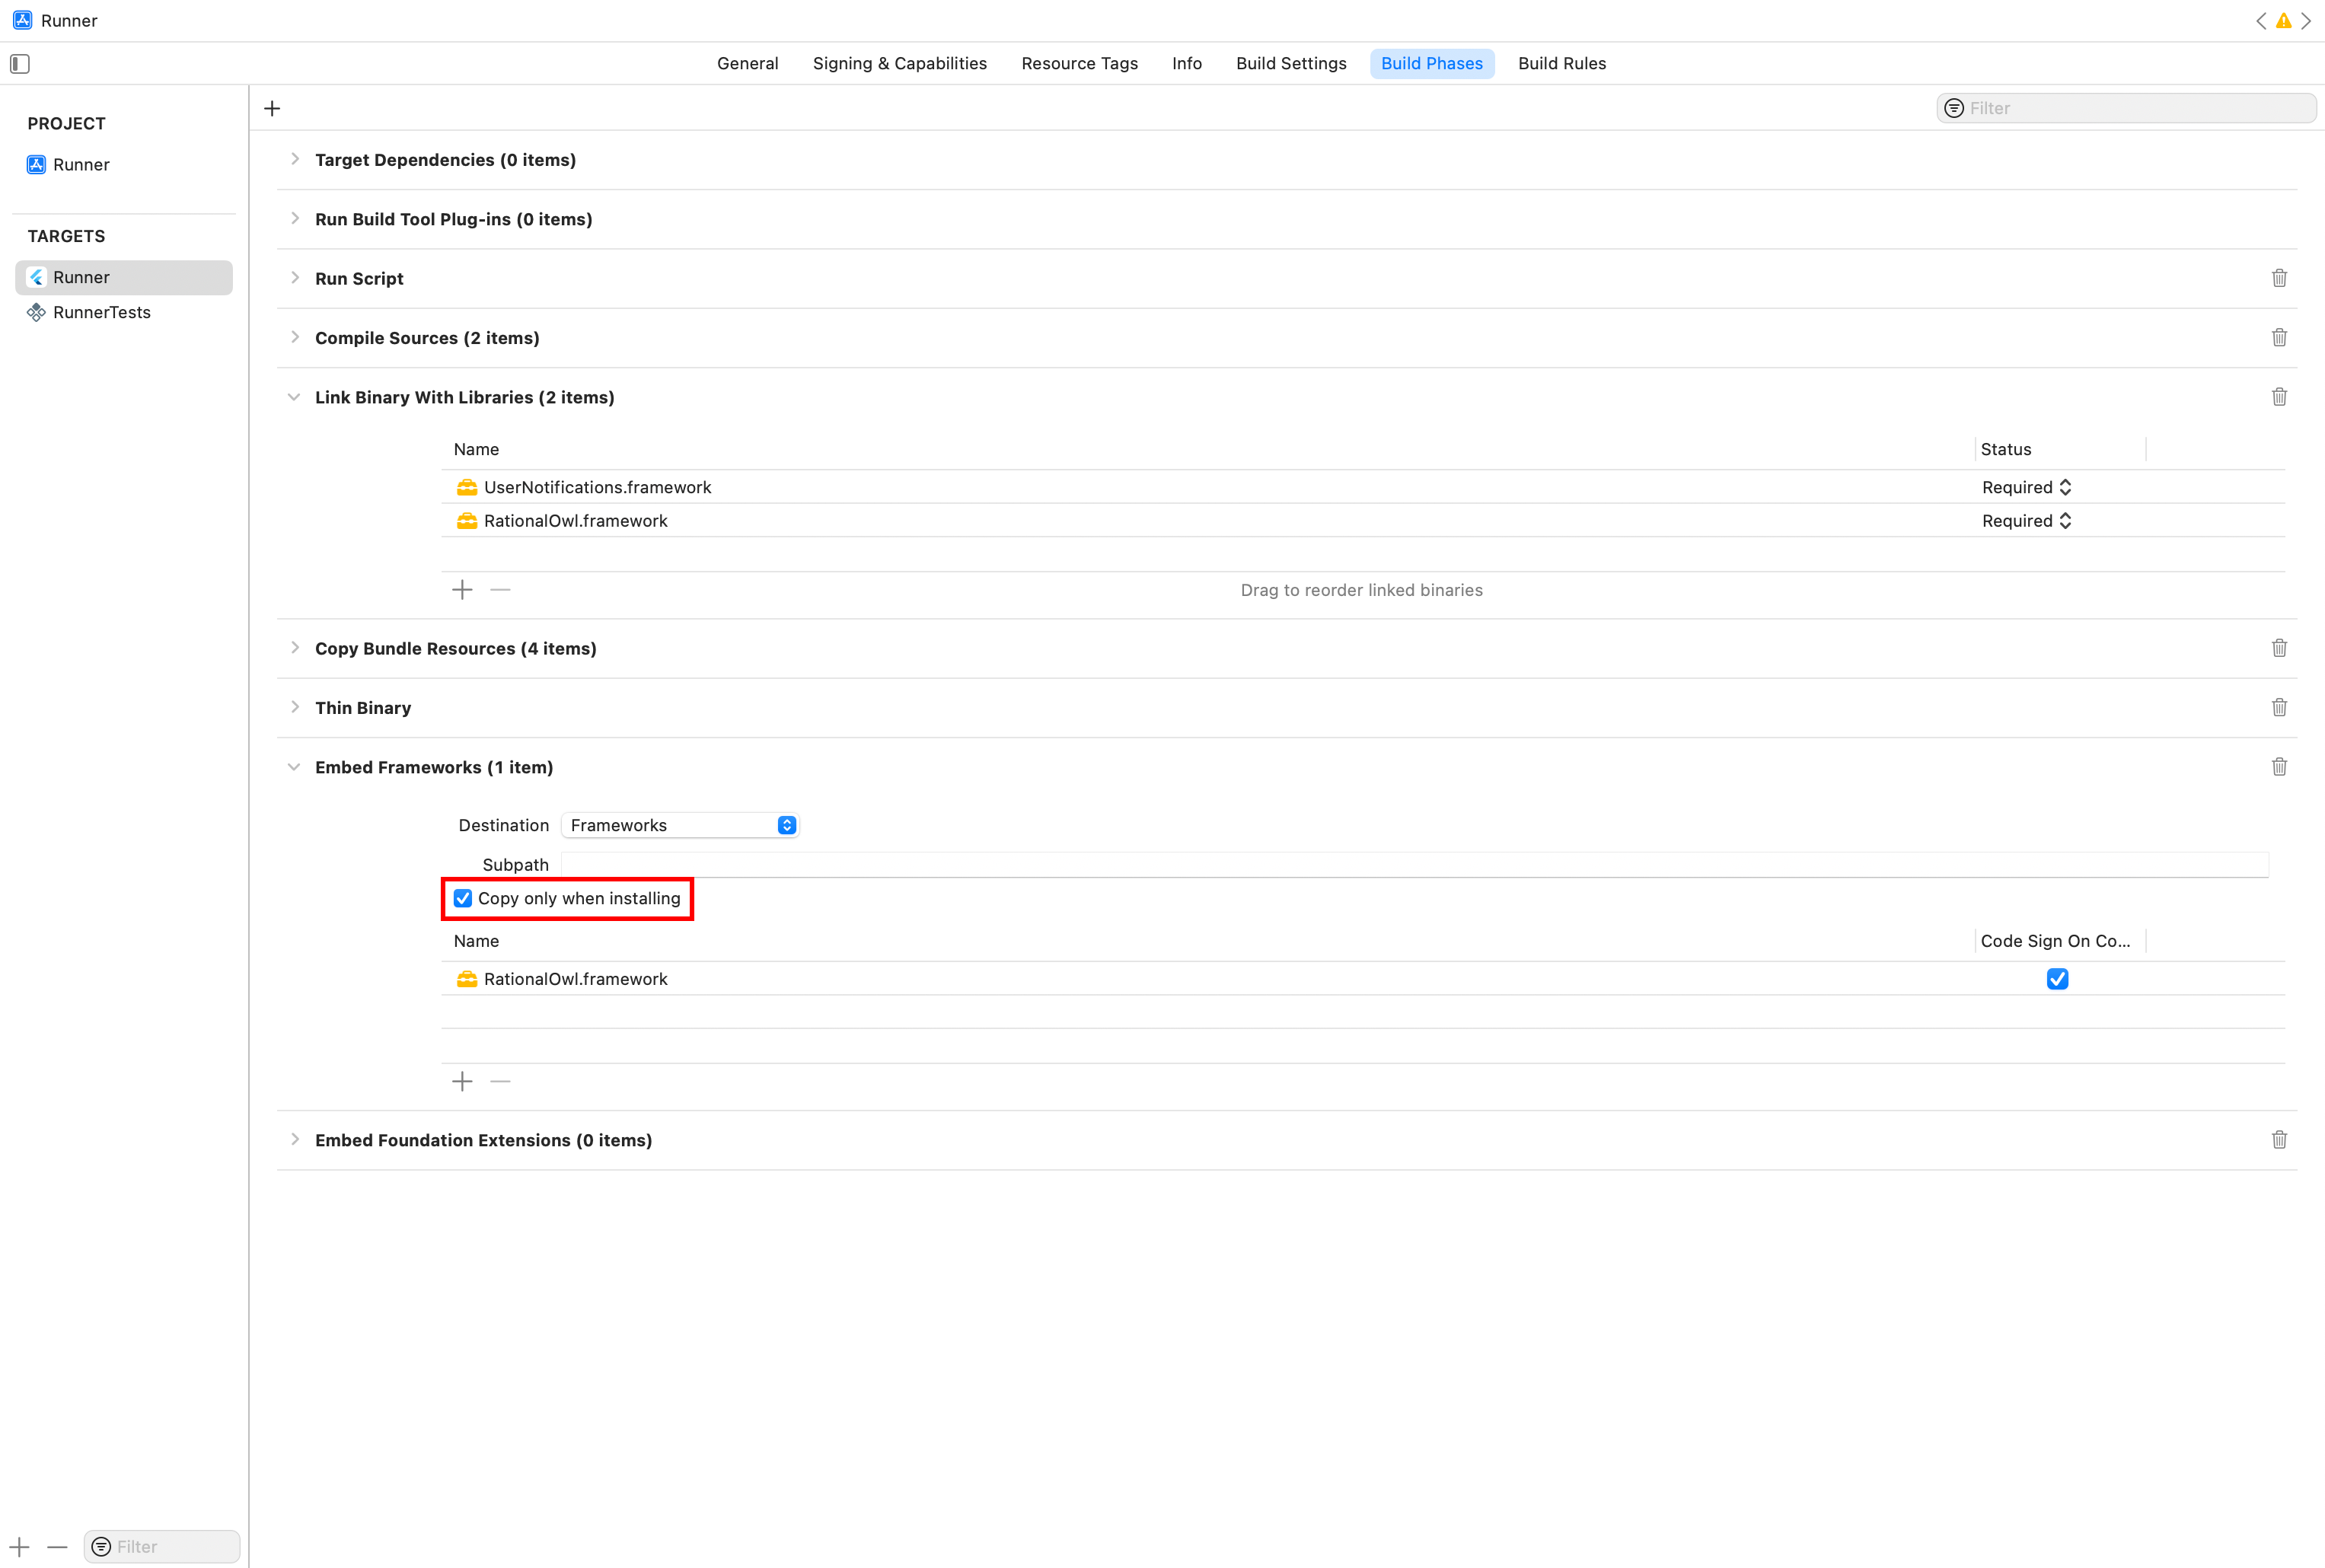 Runner
General Signing & Capabilities Resource Tags Info Build Settings Build Phases Build Rules
PROJECT
Runner
TARGETS
Runner
RunnerTests
Filter
Filter
Target Dependencies (0 items)
Run Build Tool Plug-ins (0 items)
Run Script
Compile Sources (2 items)
Link Binary With Libraries (2 items)
Name Status
UserNotifications.framework Required
RationalOwl.framework Required
Drag to reorder linked binaries
Copy Bundle Resources (4 items)
Thin Binary
Embed Frameworks (1 item)
Destination Frameworks
Subpath
Copy only when installing
Name Code Sign On Co...
RationalOwl.framework
Embed Foundation Extensions (0 items)